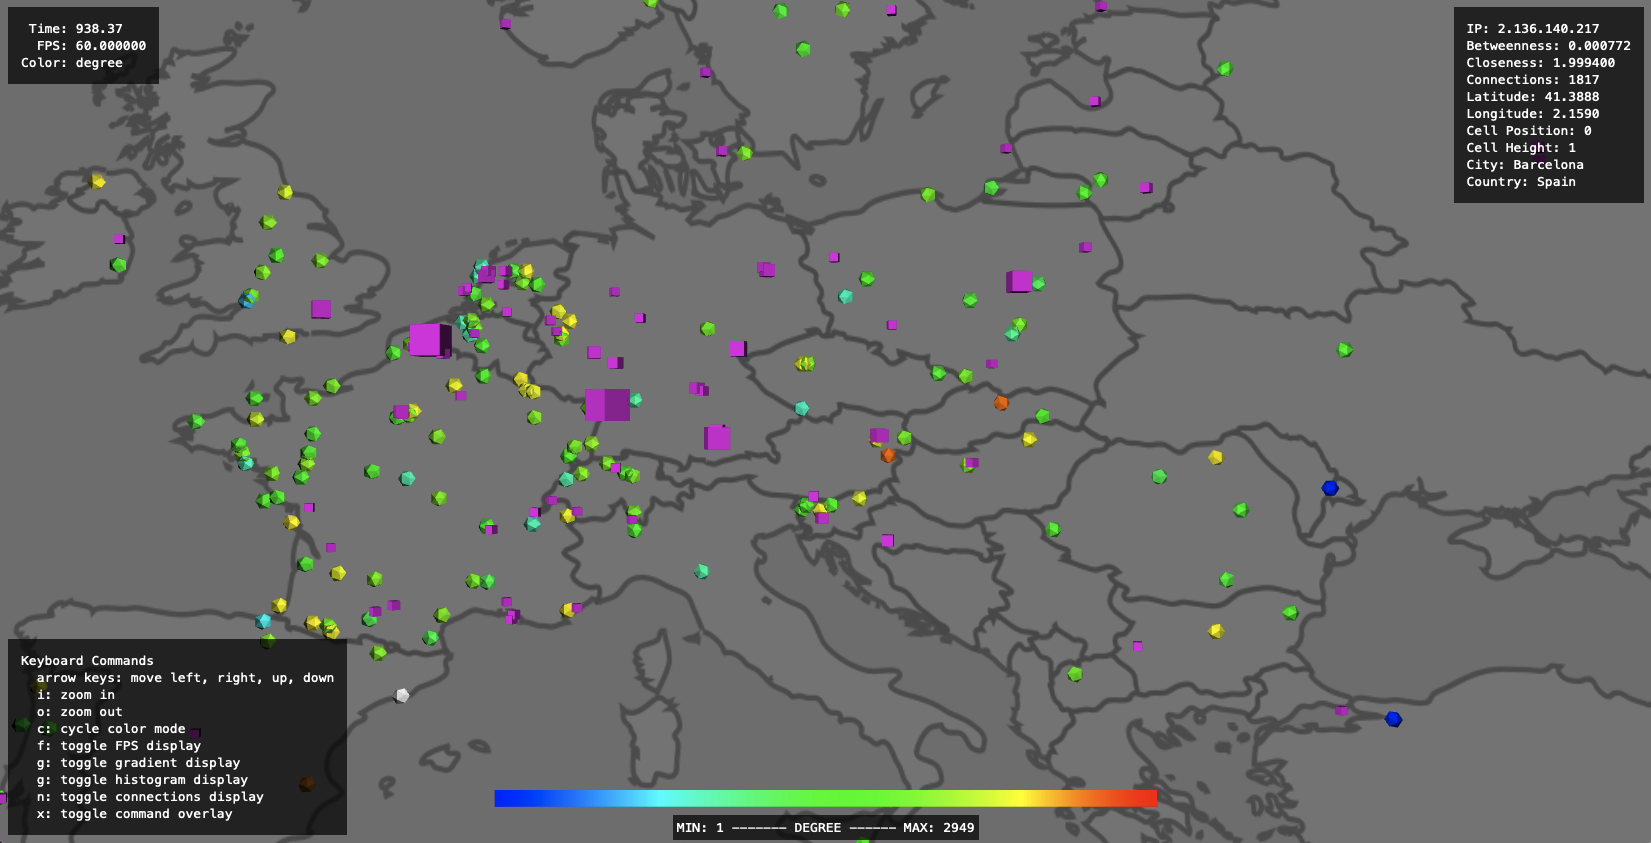 Time: 938.37
FPS: 60.000000
Color: degree
IP: 2.136.140.217
Betweenness: 0.000772
Closeness: 1.999400
Connections: 1817
Latitude: 41.3888
Longitude: 2.1590
Cell Position: 0
Cell Height: 1
City: Barcelona
Country: Spain
Keyboard Commands
arrow keys: move left, right, up, down
i: zoom in
o: zoom out
c: cycle color mode
f: toggle FPS display
g: toggle gradient display
g: toggle histogram display
n: toggle connections display
x: toggle command overlay
MIN: 1 ------- DEGREE ------ MAX: 2949